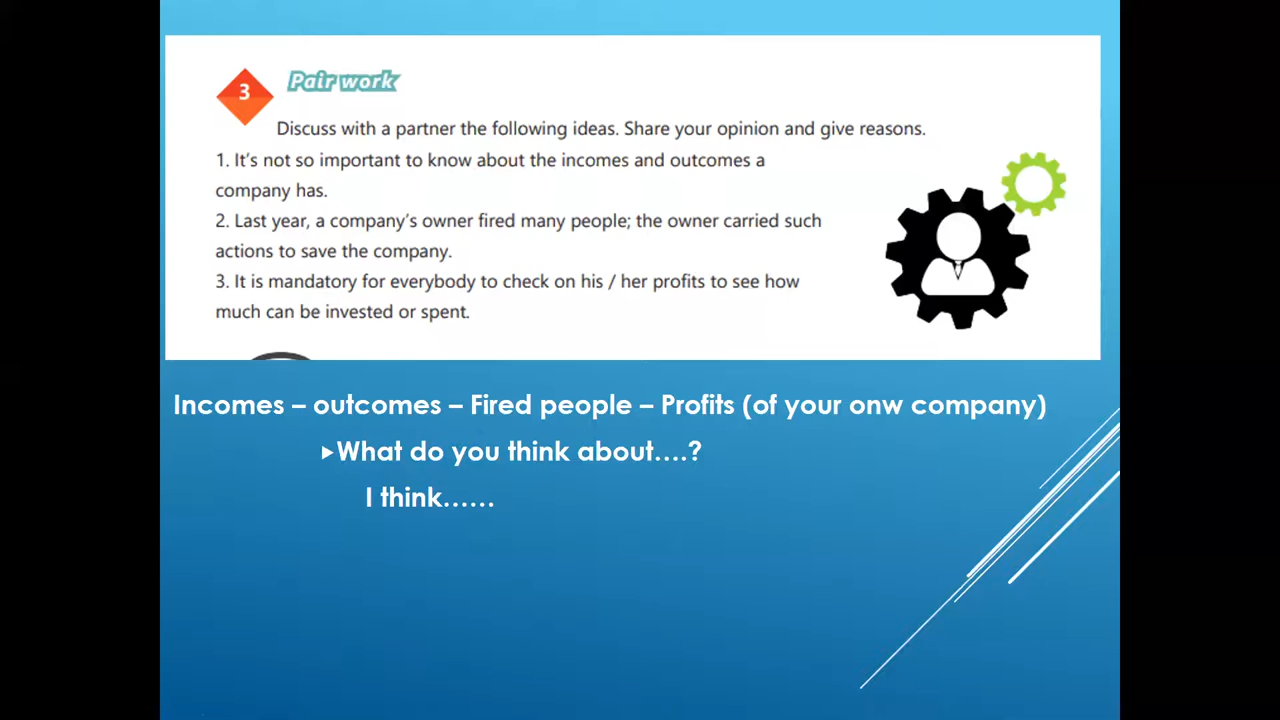 3
Pair work
Discuss with a partner the following ideas. Share your opinion and give reasons.
1. It's not so important to know about the incomes and outcomes a
company has.
2. Last year, a company's owner fired many people; the owner carried such
actions to save the company.
3. It is mandatory for everybody to check on his / her profits to see how
much can be invested or spent.
Incomes – outcomes – Fired people – Profits (of your onw company)
What do you think about….?
I think……